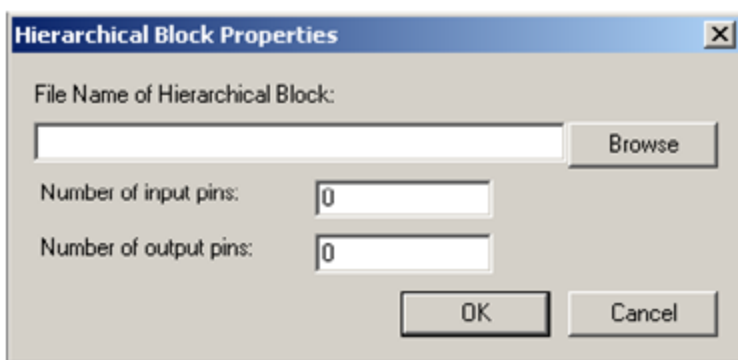 Hierarchical Block Properties
File Name of Hierarchical Block:
Browse
Number of input pins: 0
Number of output pins: 0
OK Cancel